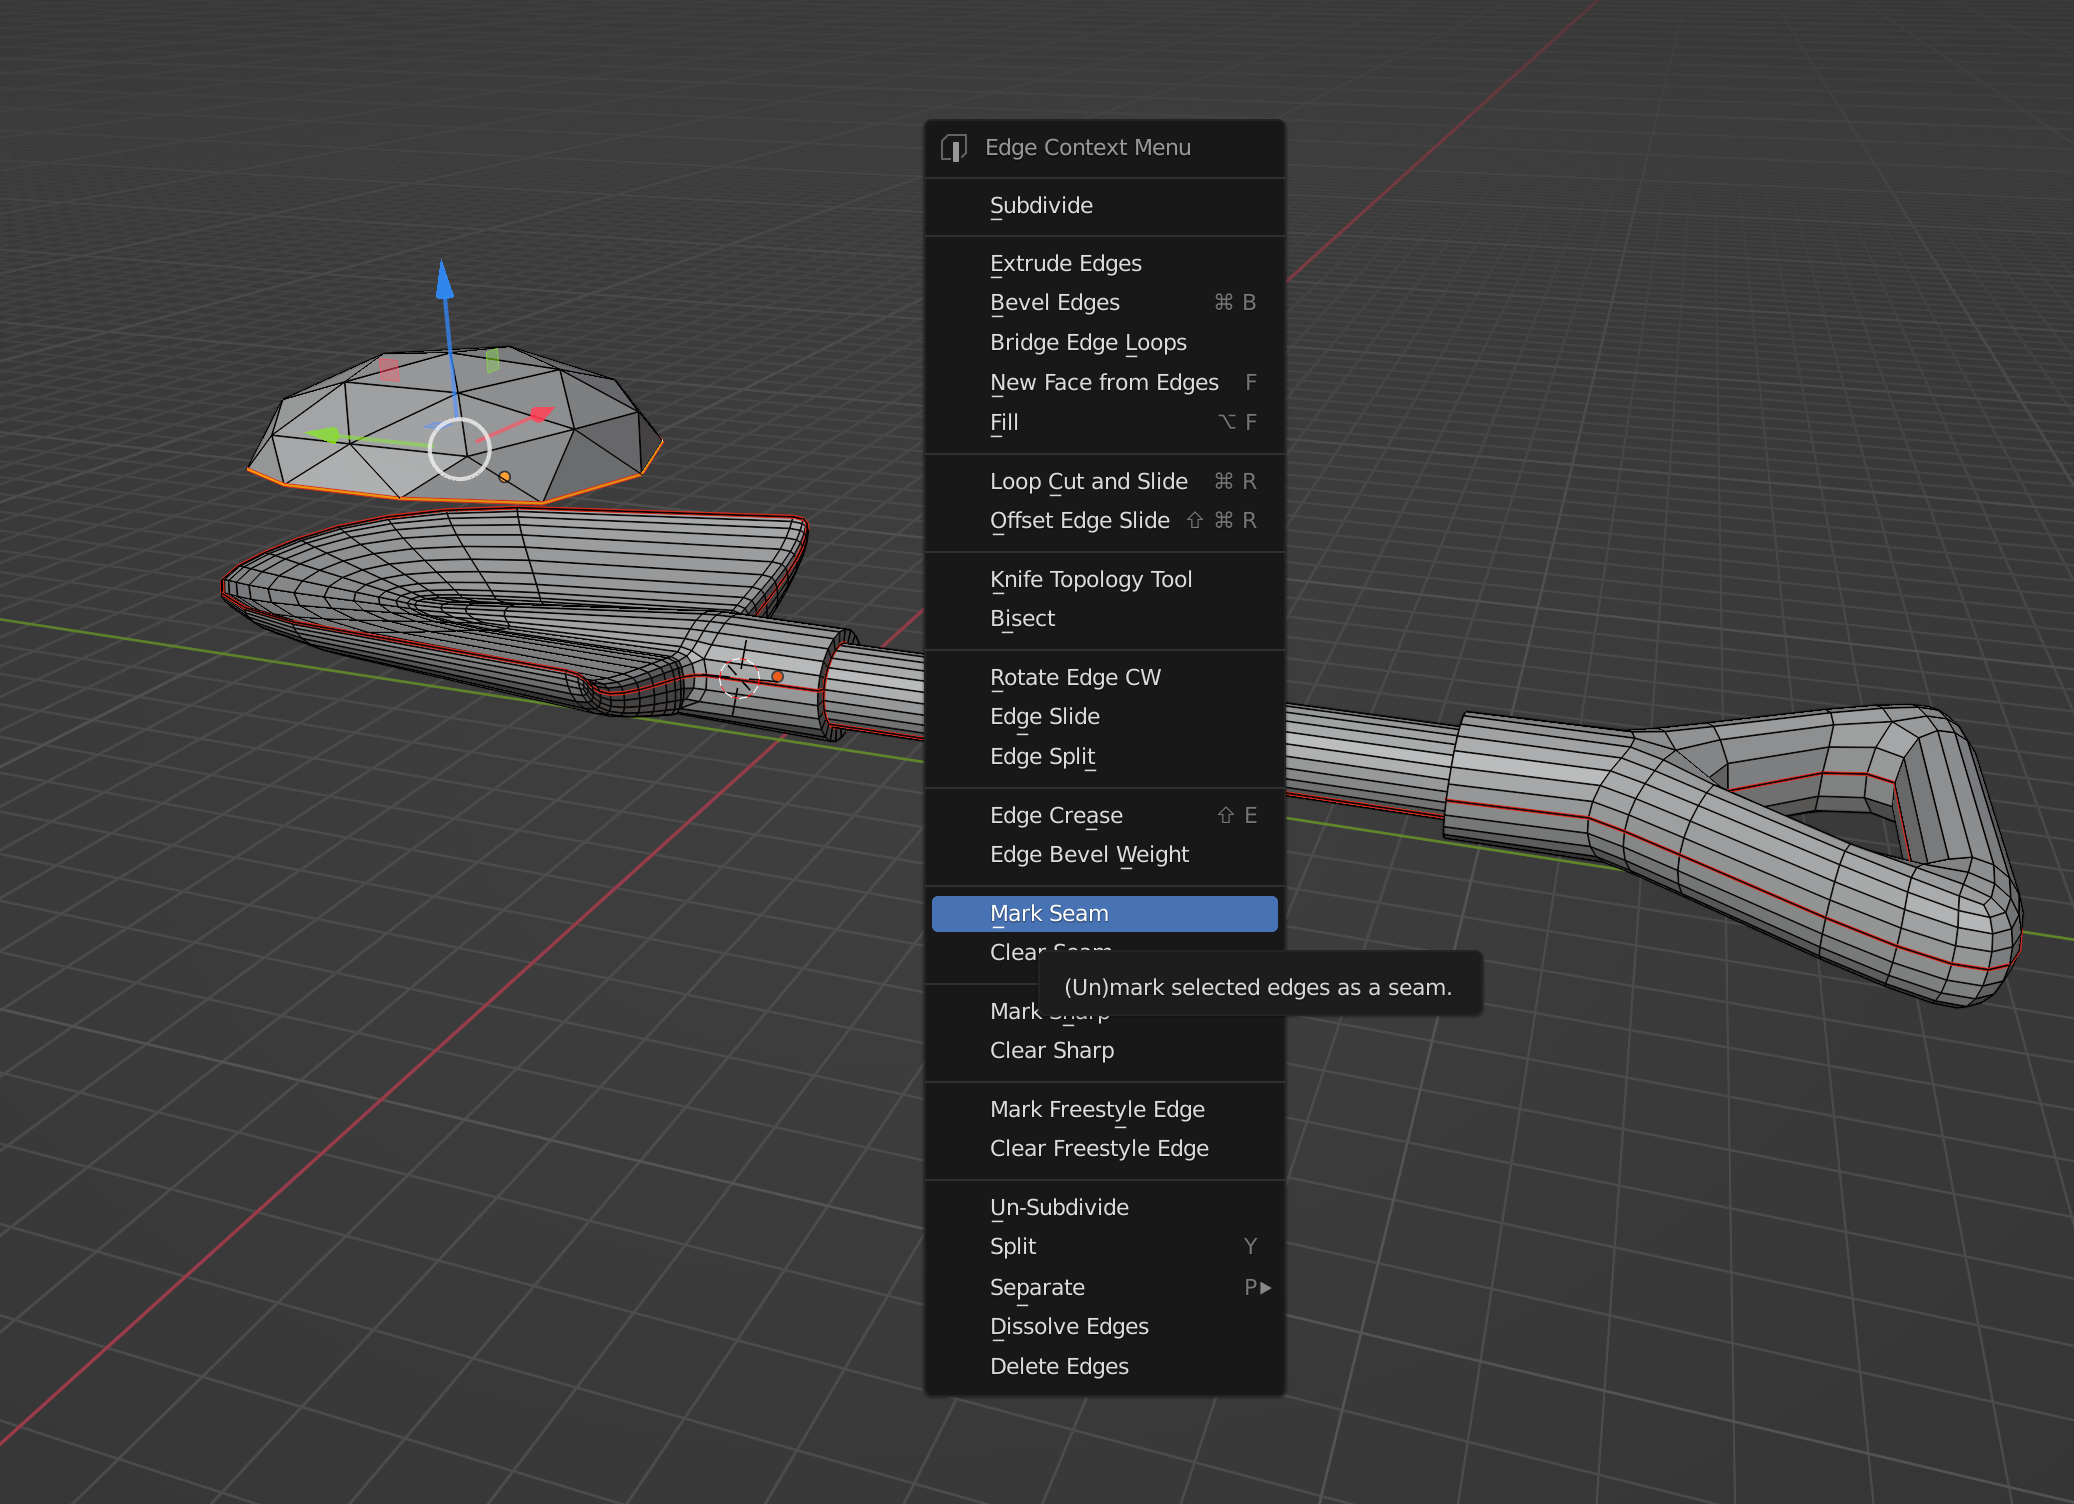 Edge Context Menu
Subdivide
Extrude Edges
Bevel Edges ⌘ B
Bridge Edge Loops
New Face from Edges F
Fill ⌥ F
Loop Cut and Slide ⌘ R
Offset Edge Slide ⇧ ⌘ R
Knife Topology Tool
Bisect
Rotate Edge CW
Edge Slide
Edge Split
Edge Crease ⇧ E
Edge Bevel Weight
Mark Seam
Clear Seam
(Un)mark selected edges as a seam.
Mark Sharp
Clear Sharp
Mark Freestyle Edge
Clear Freestyle Edge
Un-Subdivide
Split Y
Separate P▶
Dissolve Edges
Delete Edges